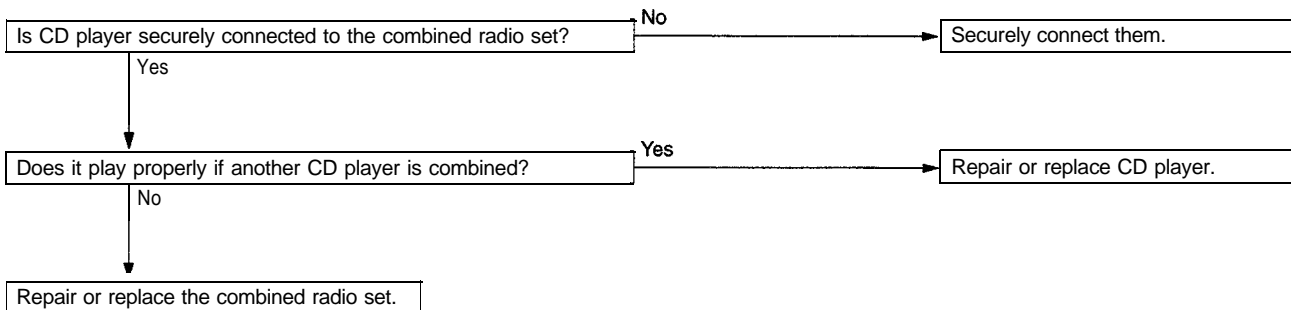 Is CD player securely connected to the combined radio set?
No
Securely connect them.
Yes
Does it play properly if another CD player is combined?
Yes
Repair or replace CD player.
No
Repair or replace the combined radio set.